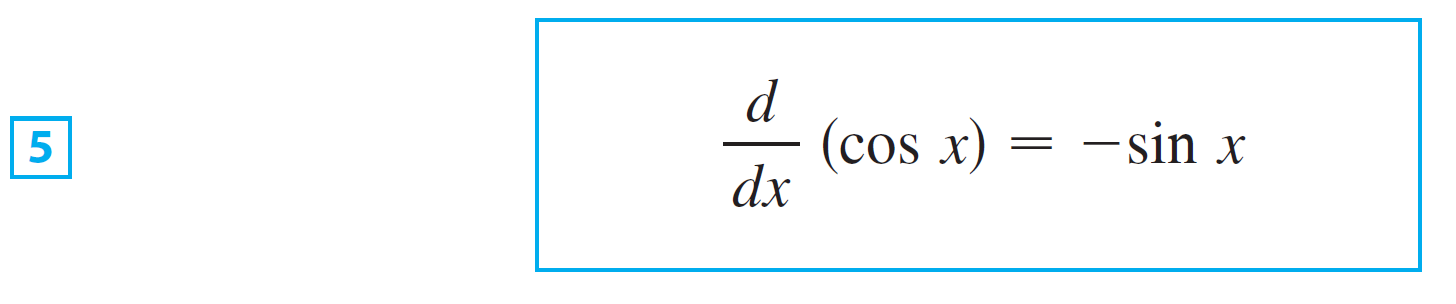 5
d/dx (cos x) = −sin x